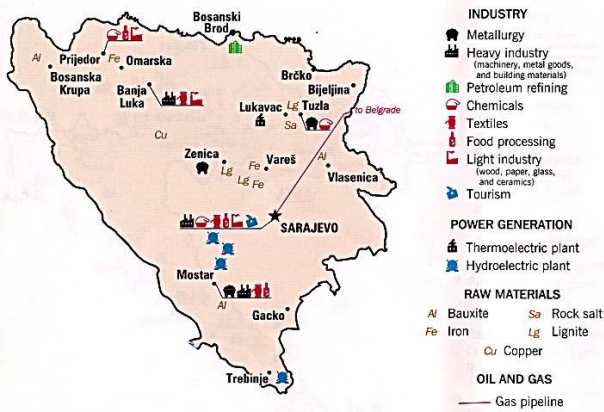 Bosanski
Brod
Prijedor
Fe
Omarska
Al
Bosanska
Krupa
Banja
Luka
Brčko
Bijeljina
Lukavac
Lg
Tuzla
Sa
to Belgrade
Cu
Zenica
Lg
Lg
Fe
Fe
Vareš
Al
Vlasenica
SARAJEVO
Mostar
Al
Gacko
Trebinje
INDUSTRY
Metallurgy
Heavy industry
(machinery, metal goods,
and building materials)
Petroleum refining
Chemicals
Textiles
Food processing
Light industry
(wood, paper, glass,
and ceramics)
Tourism
POWER GENERATION
Thermoelectric plant
Hydroelectric plant
RAW MATERIALS
Al Bauxite
Sa Rock salt
Fe Iron
Lg Lignite
Cu Copper
OIL AND GAS
Gas pipeline